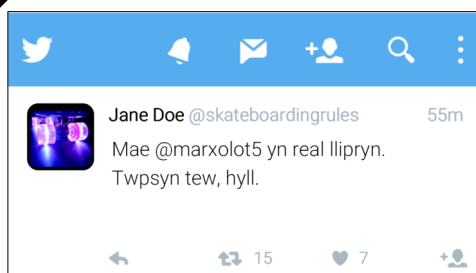 Jane Doe @skateboardingrules 55m
Mae @marxolot5 yn real llipryn.
Twpsyn tew, hyll.
15 7